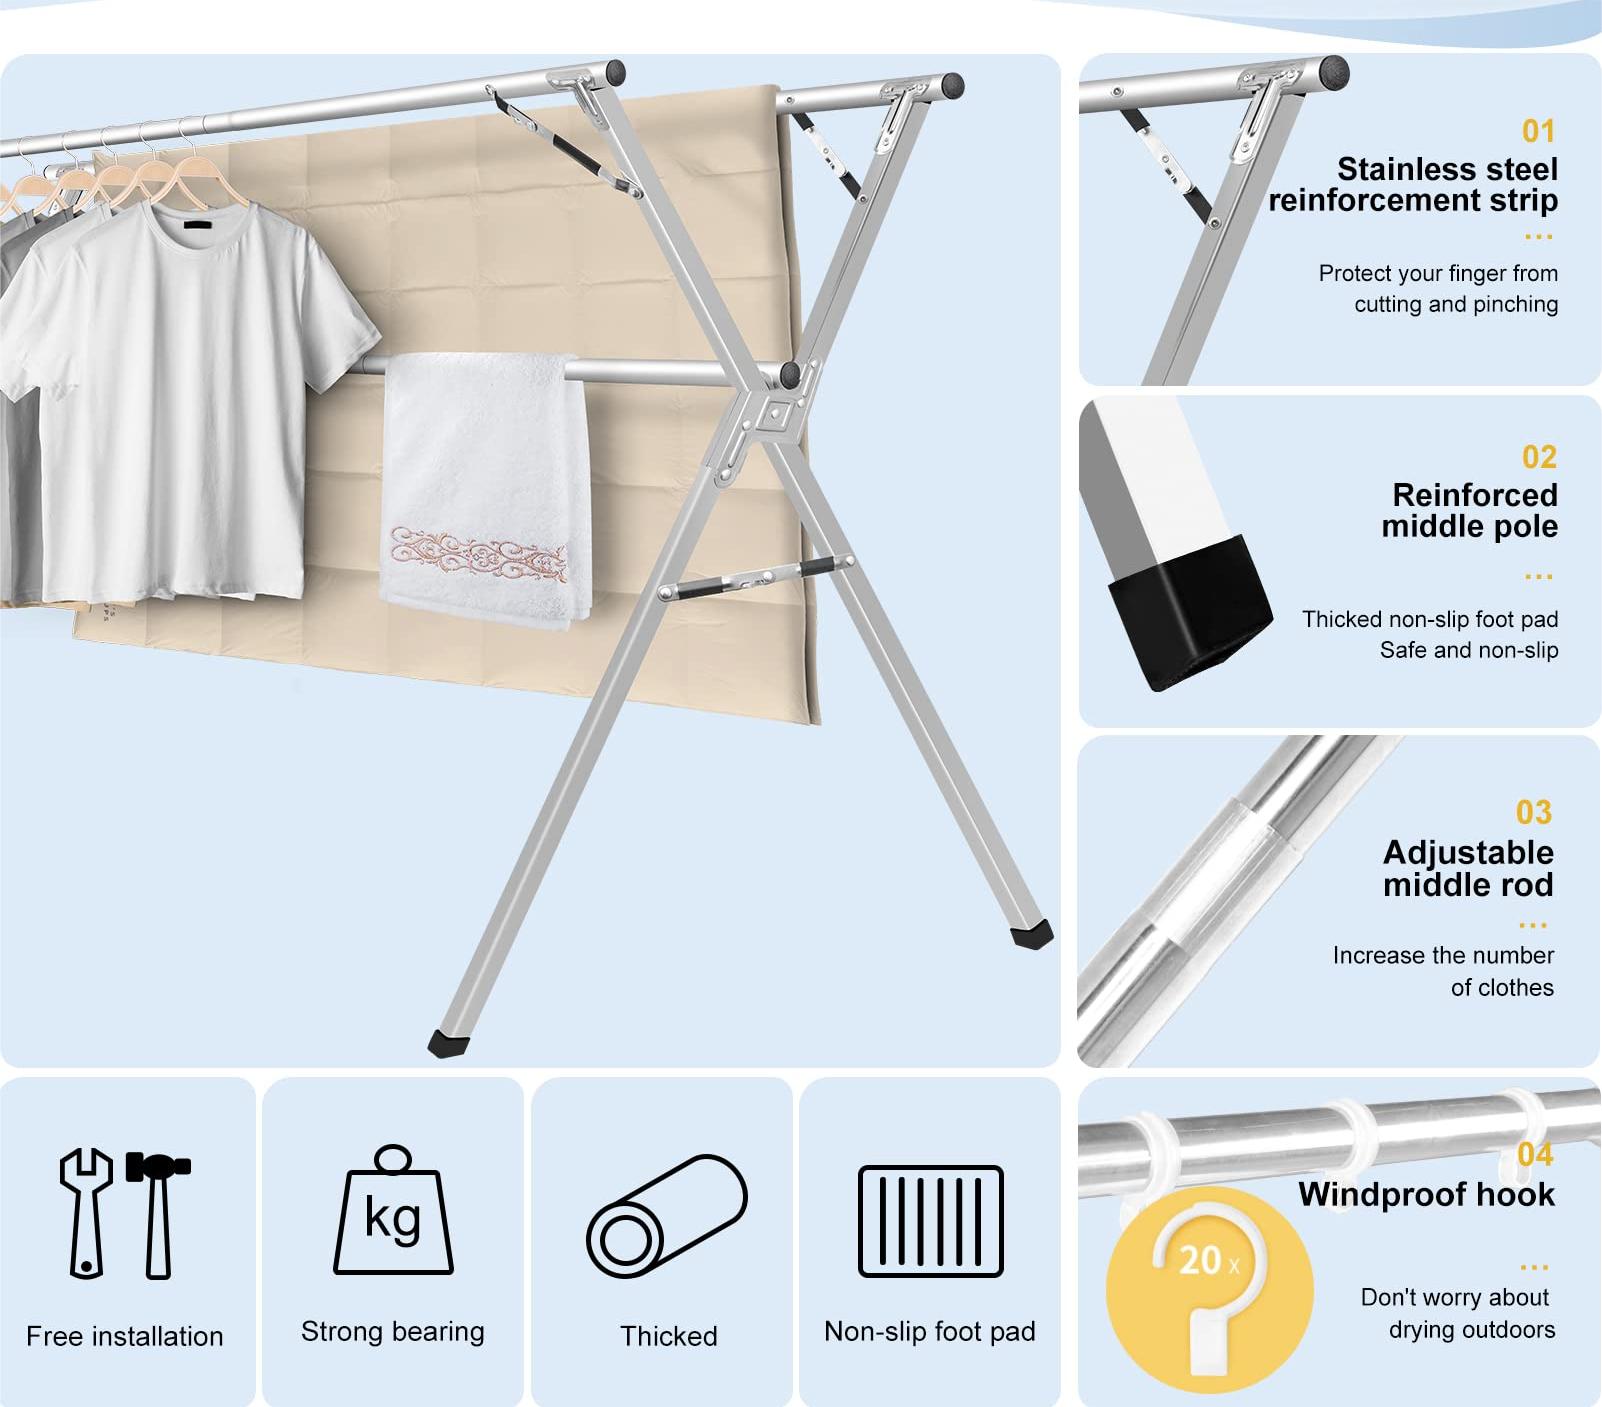 01
Stainless steel
reinforcement strip
...
Protect your finger from
cutting and pinching
02
Reinforced
middle pole
...
Thicked non-slip foot pad
Safe and non-slip
03
Adjustable
middle rod
...
Increase the number
of clothes
04
Windproof hook
...
20 x
Don't worry about
drying outdoors
Free installation
kg
Strong bearing
Thicked
Non-slip foot pad